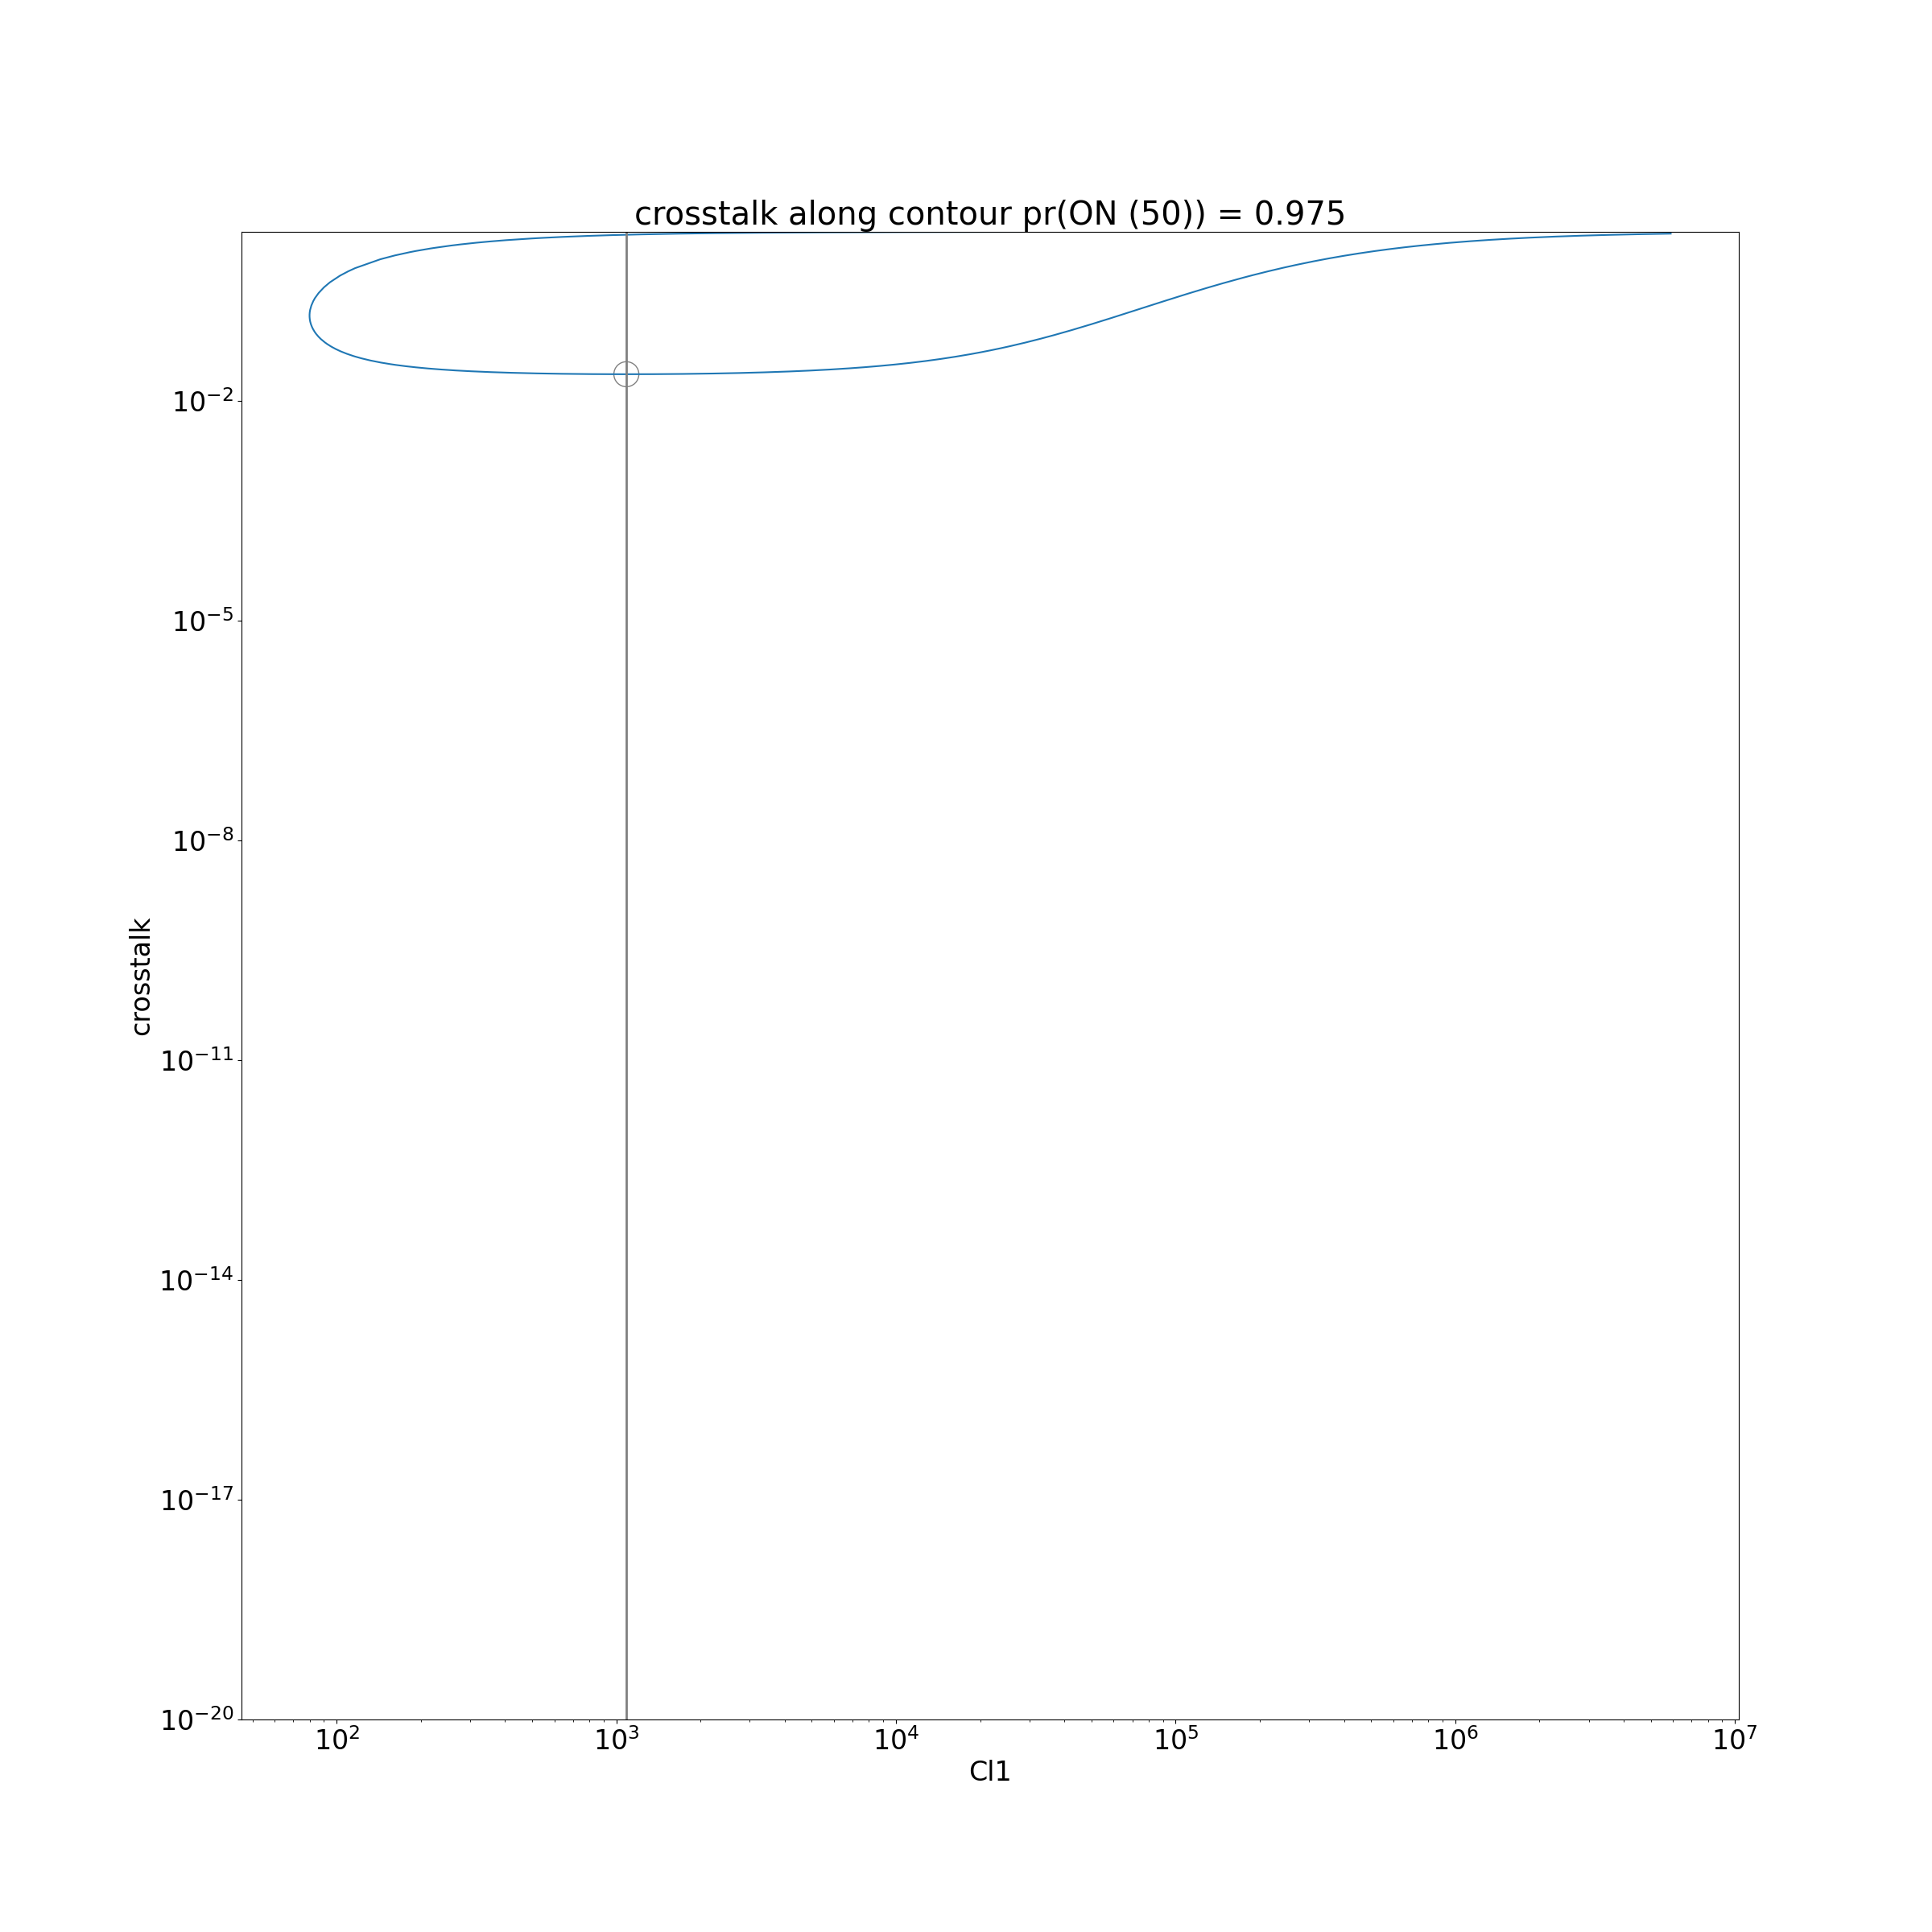 crosstalk along contour pr(ON (50)) = 0.975
10⁻²
10⁻⁵
10⁻⁸
10⁻¹¹
10⁻¹⁴
10⁻¹⁷
10⁻²⁰
crosstalk
10² 10³ 10⁴ 10⁵ 10⁶ 10⁷
Cl1